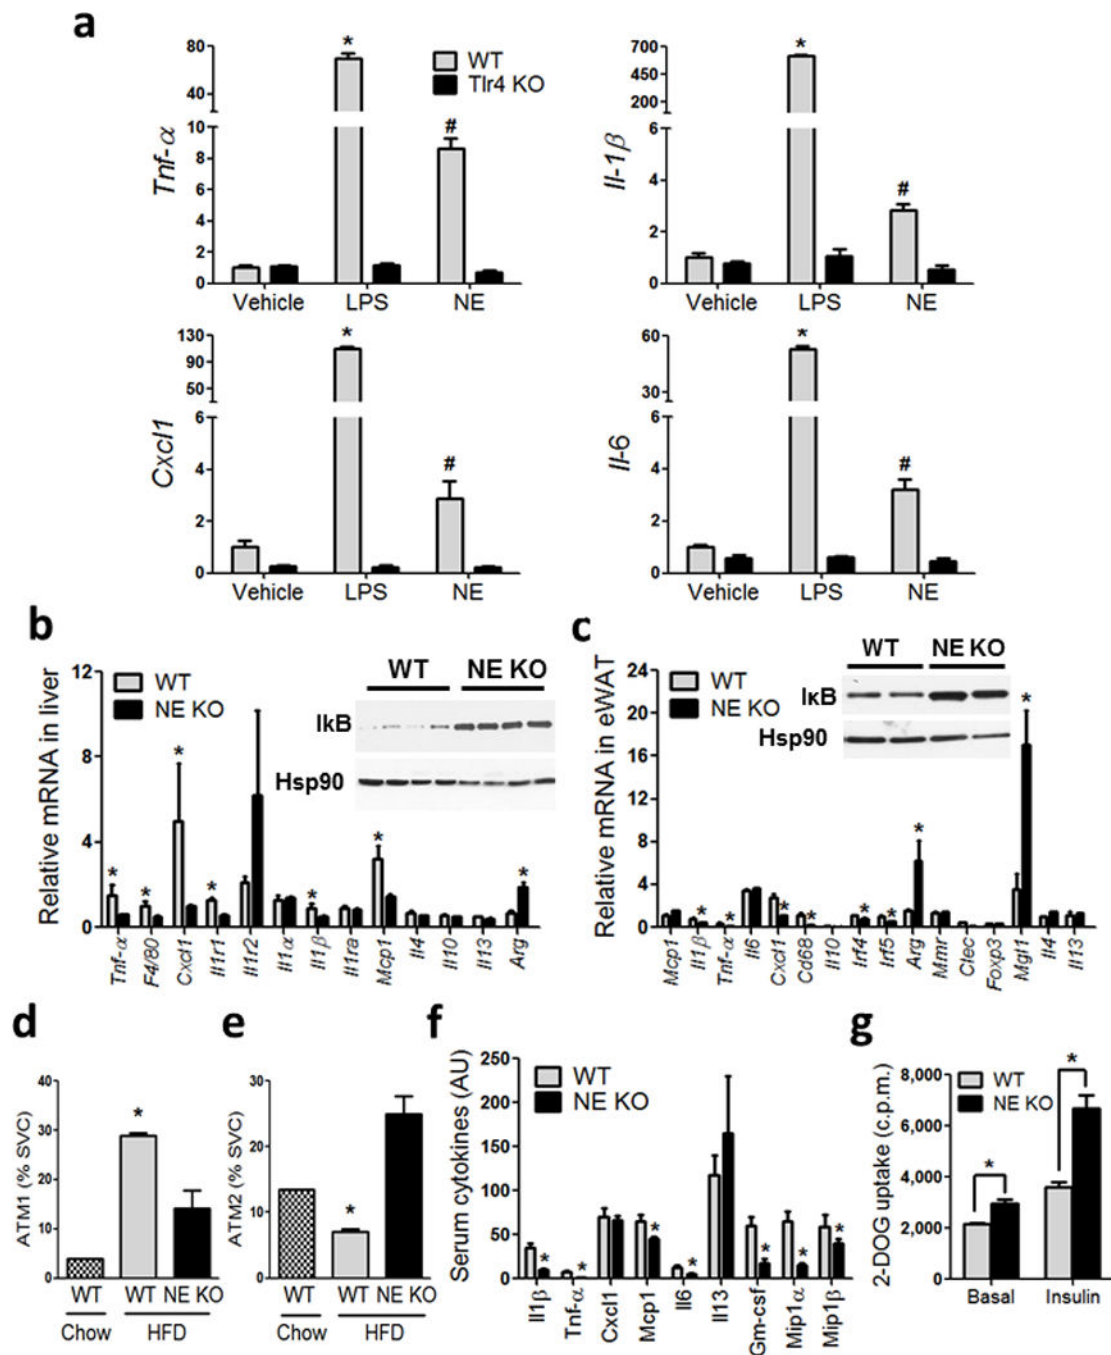 a
Tnf-α
80
60
40
10
8
6
4
2
0
*
#
WT
Tlr4 KO
Vehicle LPS NE
Il-1β
700
450
200
6
4
2
0
*
#
Vehicle LPS NE
Cxcl1
130
110
90
70
50
30
6
4
2
0
*
#
Vehicle LPS NE
Il-6
60
30
6
4
2
0
*
#
Vehicle LPS NE
b
Relative mRNA in liver
12
8
4
0
WT
NE KO
WT NE KO
IkB
Hsp90
* * * * * * *
Tnf-α F4/80 Cxcl1 Il1r1 Il1r2 Il1α Il1β Il1ra Mcp1 Il4 Il10 Il13 Arg
c
Relative mRNA in eWAT
24
20
16
12
8
4
0
WT
NE KO
WT NE KO
IκB
Hsp90
* * * * * * * *
Mcp1 Il1β Tnf-α Il6 Cxcl1 Cd68 Il10 Irf4 Irf5 Arg Mmr Clec Foxp3 Mgl1 Il4 Il13
d
ATM1 (% SVC)
40
30
20
10
0
*
WT WT NE KO
Chow HFD
e
ATM2 (% SVC)
30
20
10
0
*
WT WT NE KO
Chow HFD
f
Serum cytokines (AU)
250
200
150
100
50
0
WT
NE KO
* * * * * * *
Il1β Tnf-α Cxcl1 Mcp1 Il6 Il13 Gm-csf Mip1α Mip1β
g
2-DOG uptake (c.p.m.)
8,000
6,000
4,000
2,000
0
WT
NE KO
* *
Basal Insulin